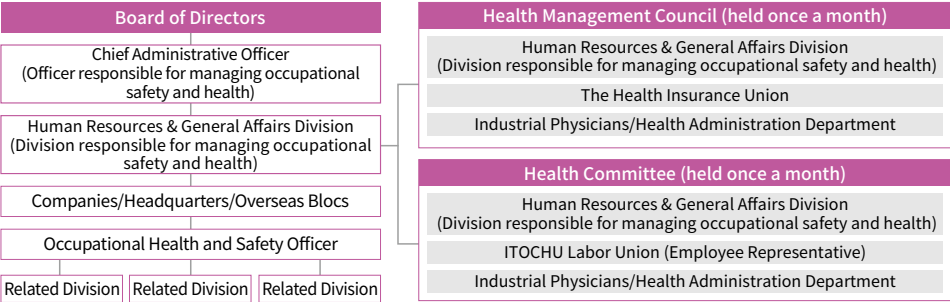 Board of Directors
Chief Administrative Officer
(Officer responsible for managing occupational
safety and health)
Human Resources & General Affairs Division
(Division responsible for managing occupational
safety and health)
Companies/Headquarters/Overseas Blocs
Occupational Health and Safety Officer
Related Division
Related Division
Related Division
Health Management Council (held once a month)
Human Resources & General Affairs Division
(Division responsible for managing occupational safety and health)
The Health Insurance Union
Industrial Physicians/Health Administration Department
Health Committee (held once a month)
Human Resources & General Affairs Division
(Division responsible for managing occupational safety and health)
ITOCHU Labor Union (Employee Representative)
Industrial Physicians/Health Administration Department